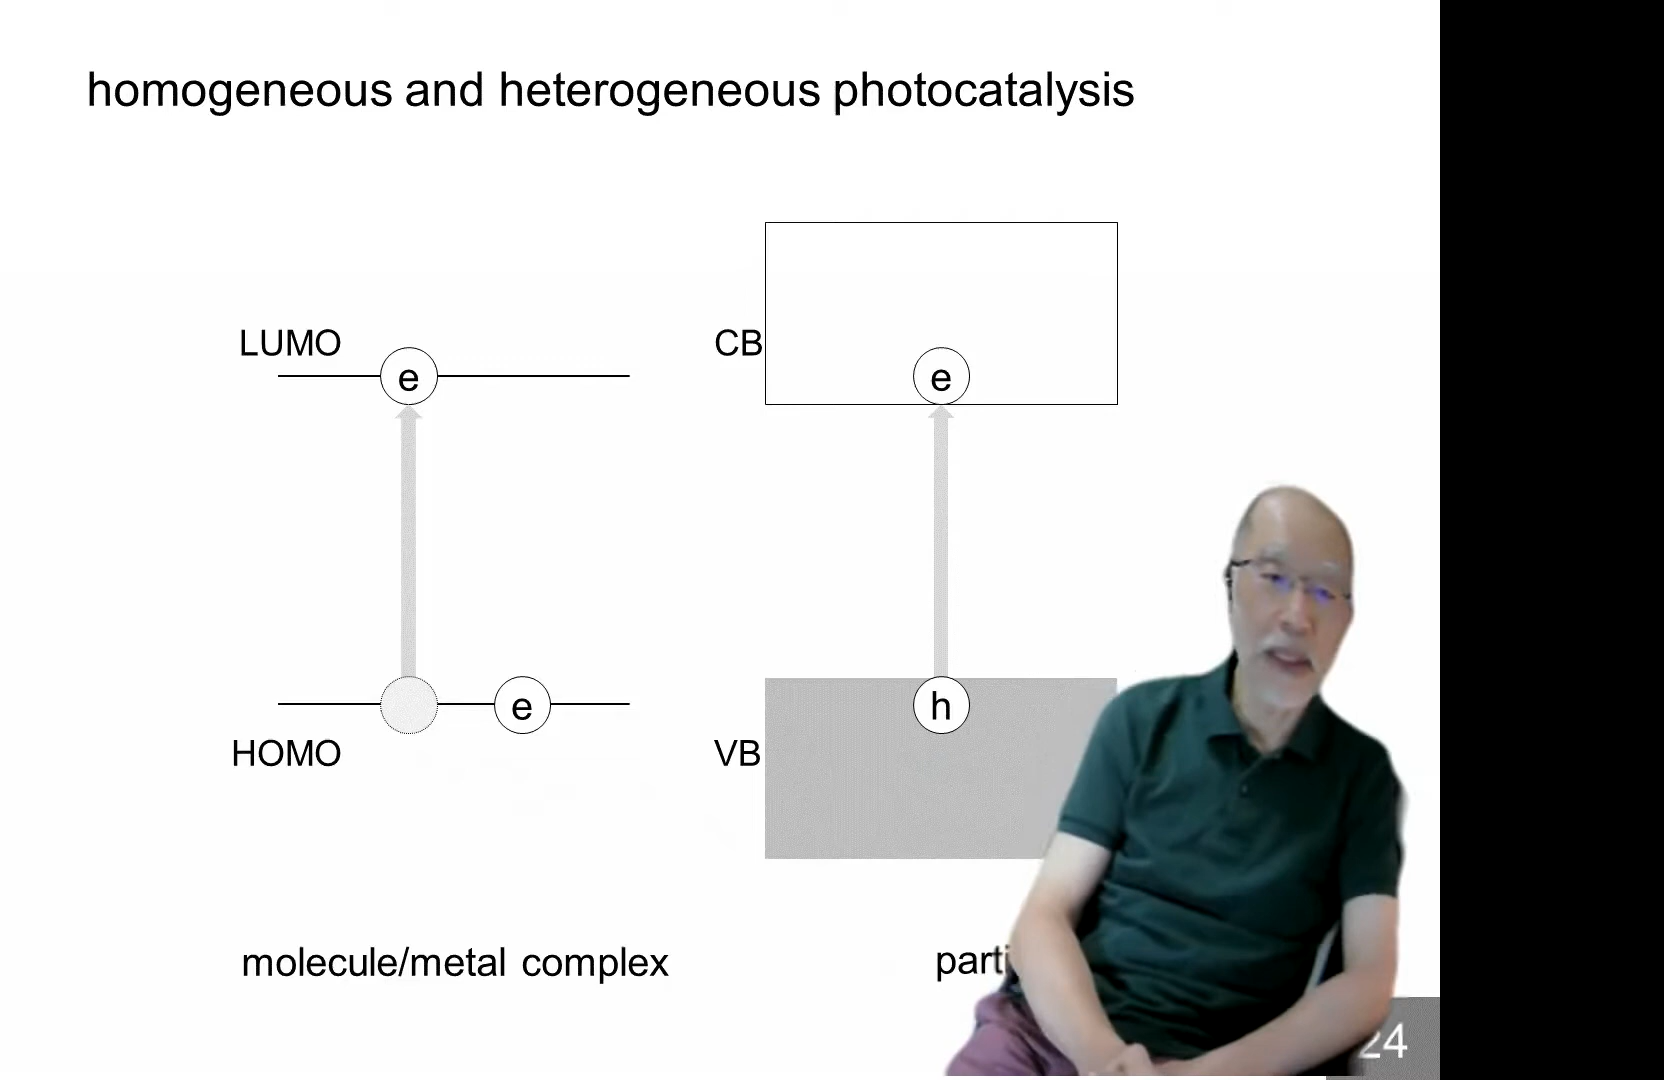 homogeneous and heterogeneous photocatalysis
LUMO
e
CB
e
e
h
HOMO
VB
molecule/metal complex
24